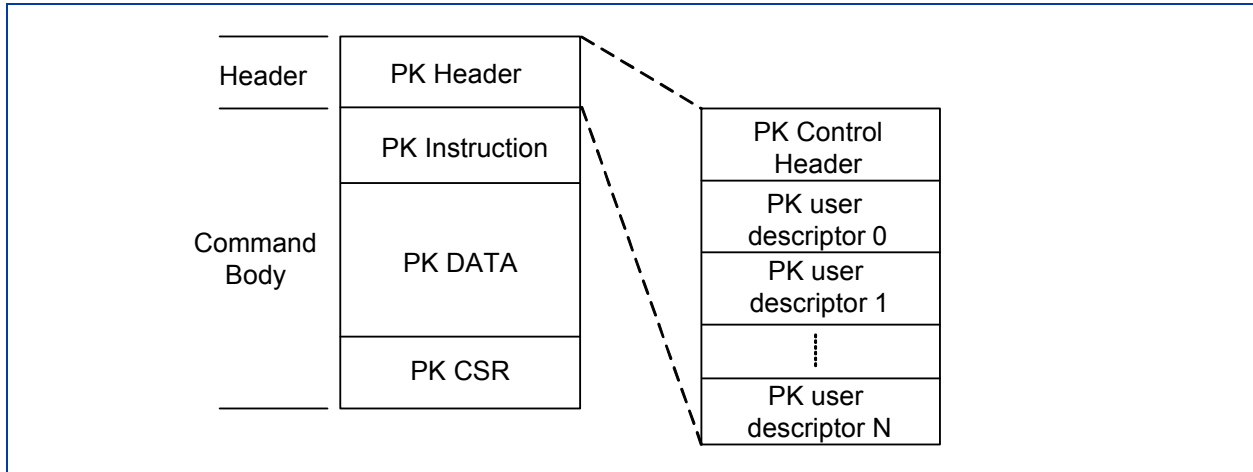 Header
PK Header
PK Instruction
Command
Body
PK DATA
PK CSR
PK Control
Header
PK user
descriptor 0
PK user
descriptor 1
PK user
descriptor N